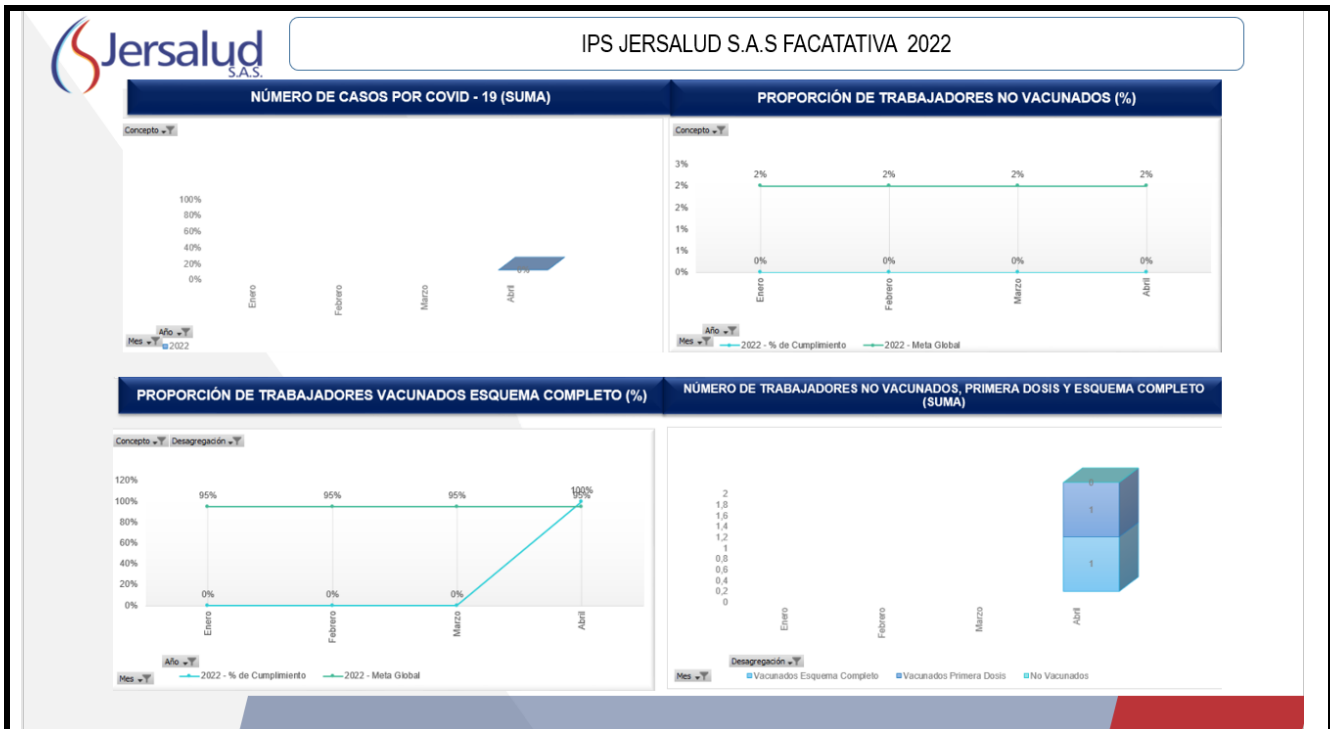 Jersalud
S.A.S.
IPS JERSALUD S.A.S FACATATIVA 2022
NÚMERO DE CASOS POR COVID - 19 (SUMA)
Concepto
100%
80%
60%
40%
20%
0%
0%
Enero
Febrero
Marzo
Abril
Año
Mes
2022
PROPORCIÓN DE TRABAJADORES NO VACUNADOS (%)
Concepto
3%
2%
2%
1%
1%
0%
2%
2%
2%
2%
0%
0%
0%
0%
Enero
Febrero
Marzo
Abril
Año
Mes
2022 - % de Cumplimiento
2022 - Meta Global
PROPORCIÓN DE TRABAJADORES VACUNADOS ESQUEMA COMPLETO (%)
Concepto Desagregación
120%
100%
80%
60%
40%
20%
0%
95%
95%
95%
100%
95%
0%
0%
0%
Enero
Febrero
Marzo
Abril
Año
Mes
2022 - % de Cumplimiento
2022 - Meta Global
NÚMERO DE TRABAJADORES NO VACUNADOS, PRIMERA DOSIS Y ESQUEMA COMPLETO
(SUMA)
2
1,8
1,6
1,4
1,2
1
0,8
0,6
0,4
0,2
0
0
1
1
Enero
Febrero
Marzo
Abril
Desagregación
Mes
Vacunados Esquema Completo
Vacunados Primera Dosis
No Vacunados